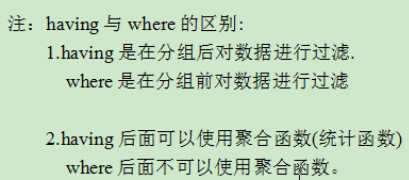 注：having 与 where 的区别:
1.having 是在分组后对数据进行过滤.
where 是在分组前对数据进行过滤
2.having 后面可以使用聚合函数(统计函数)
where 后面不可以使用聚合函数。